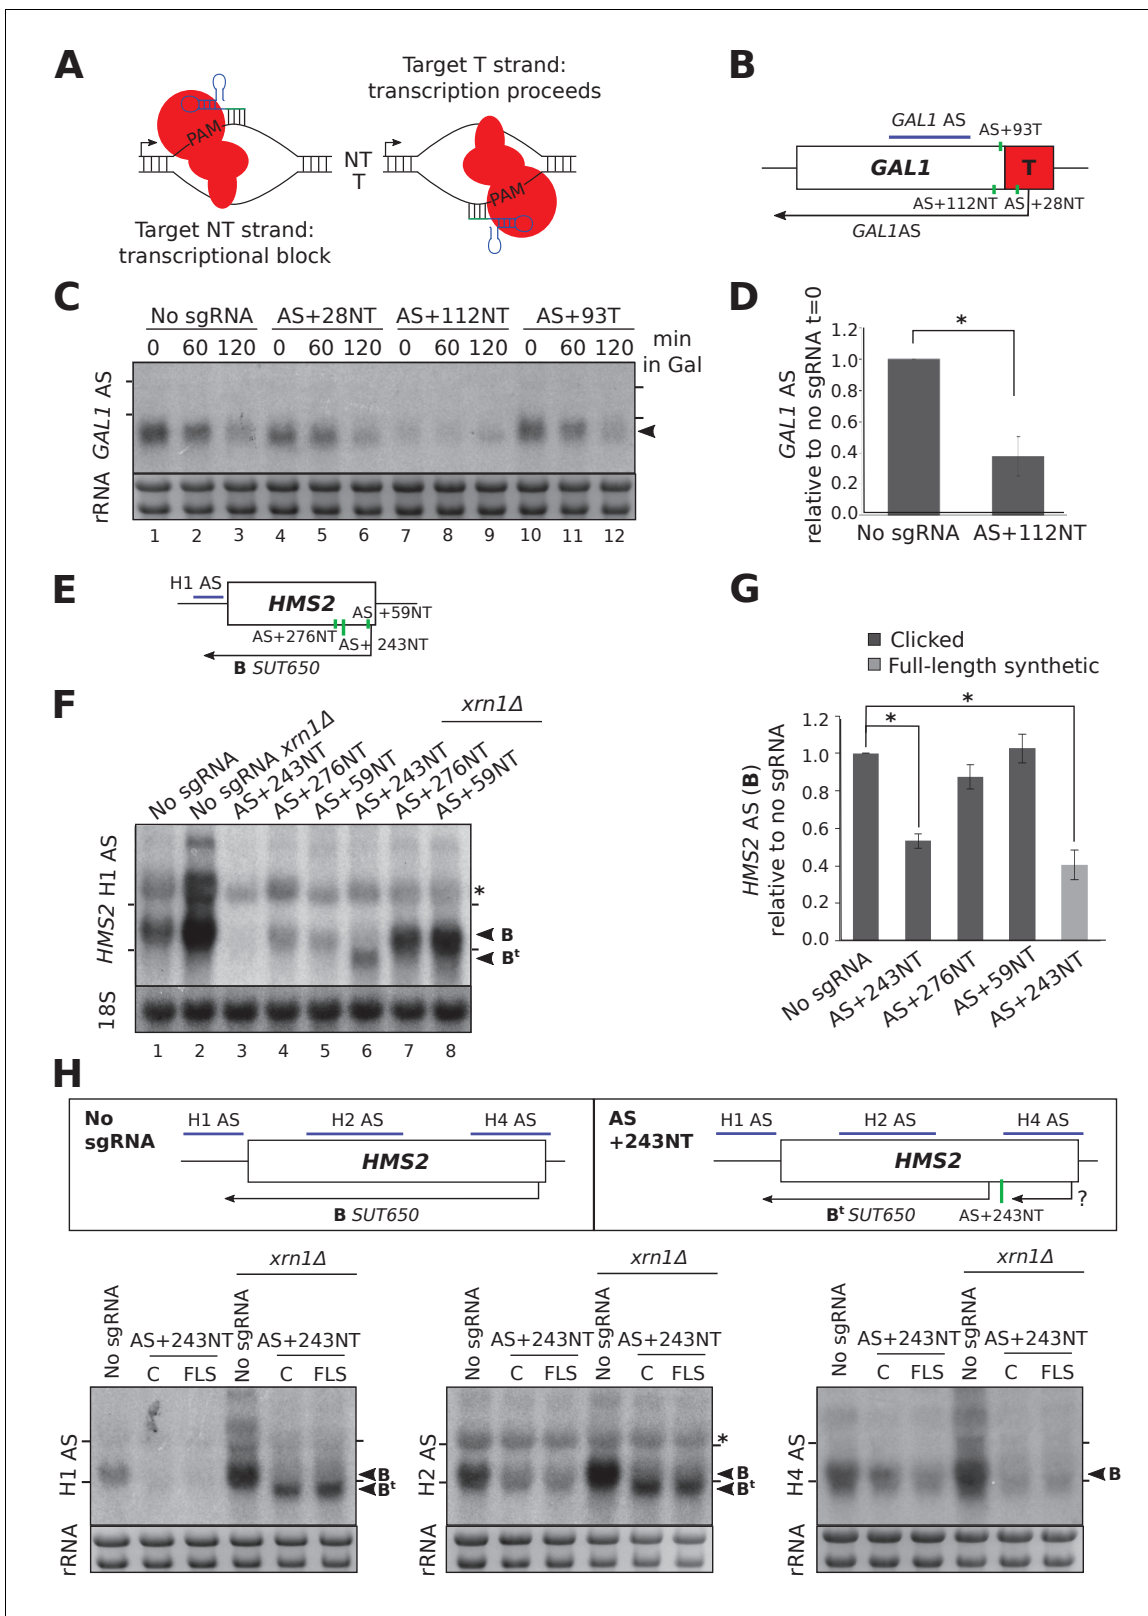 A
Target T strand:
transcription proceeds
PAM
NT
T
PAM
Target NT strand:
transcriptional block
B
GAL1 AS
AS+93T
GAL1
T
AS+112NT AS +28NT
GAL1AS
C
No sgRNA AS+28NT AS+112NT AS+93T
0 60 120 0 60 120 0 60 120 0 60 120 min
in Gal
GAL1 AS
rRNA
1 2 3 4 5 6 7 8 9 10 11 12
D
GAL1 AS
relative to no sgRNA t=0
1.2
1.0
0.8
0.6
0.4
0.2
0.0
*
No sgRNA AS+112NT
E
H1 AS
HMS2
AS +59NT
AS+276NT
AS+ 243NT
B SUT650
F
xrn1Δ
No sgRNA
No sgRNA xrn1Δ
AS+243NT
AS+276NT
AS+59NT
AS+243NT
AS+276NT
AS+59NT
HMS2 H1 AS
*
B
Bᵗ
18S
1 2 3 4 5 6 7 8
G
Clicked
Full-length synthetic
HMS2 AS (B)
relative to no sgRNA
1.2
1.0
0.8
0.6
0.4
0.2
0.0
*
*
No sgRNA
AS+243NT
AS+276NT
AS+59NT
AS+243NT
H
No
sgRNA
H1 AS H2 AS H4 AS
HMS2
B SUT650
AS
+243NT
H1 AS H2 AS H4 AS
HMS2
?
Bᵗ SUT650
AS+243NT
xrn1Δ
No sgRNA
AS+243NT
C FLS
No sgRNA
AS+243NT
C FLS
H1 AS
B
Bᵗ
rRNA
xrn1Δ
No sgRNA
AS+243NT
C FLS
No sgRNA
AS+243NT
C FLS
H2 AS
*
B
Bᵗ
rRNA
xrn1Δ
No sgRNA
AS+243NT
C FLS
No sgRNA
AS+243NT
C FLS
H4 AS
B
rRNA